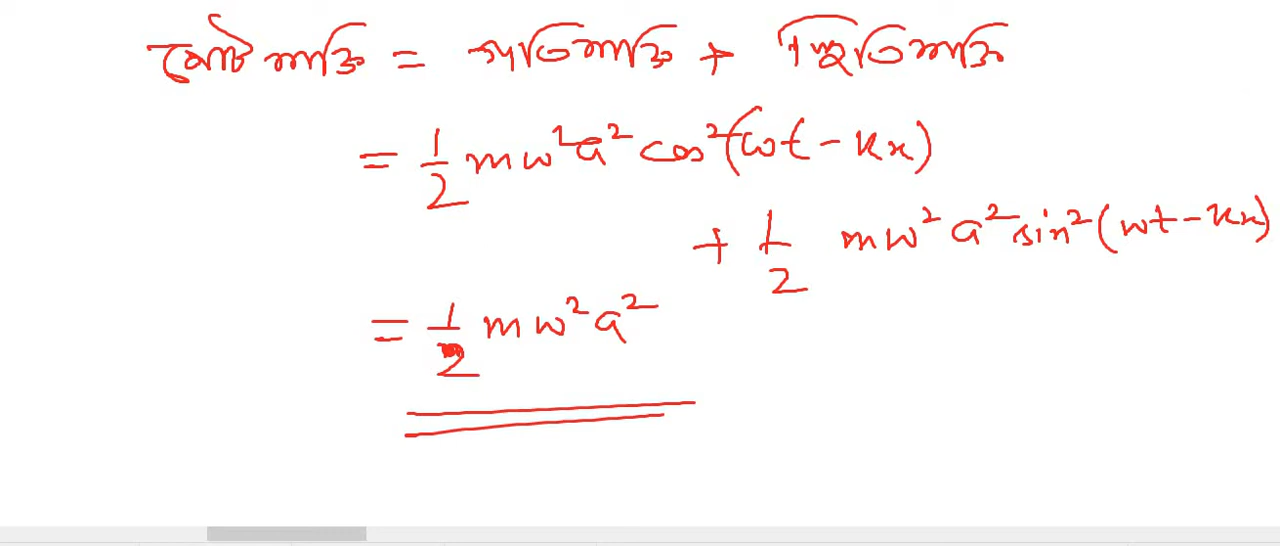 মোট শক্তি = গতিশক্তি + স্থিতিশক্তি
= 1/2 mω²a² cos²(ωt - kx)
+ 1/2 mω²a² sin²(ωt - kx)
= 1/2 mω²a²